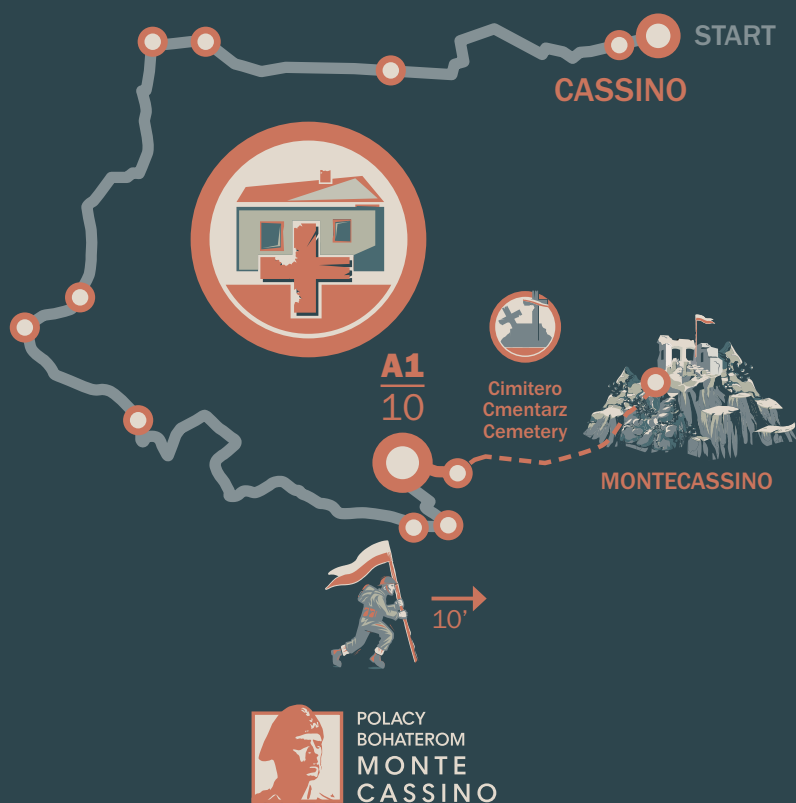 START
CASSINO
A1
10
Cimitero
Cmentarz
Cemetery
MONTECASSINO
10'
POLACY
BOHATEROM
MONTE
CASSINO